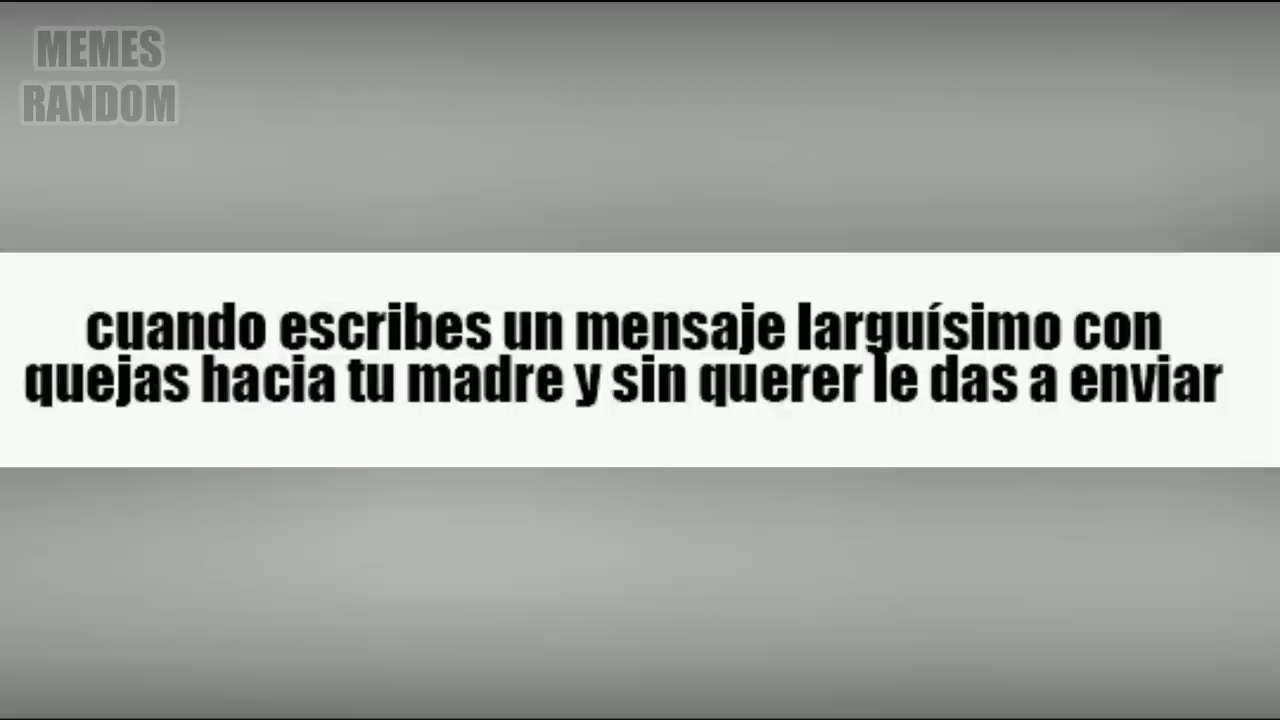 MEMES
RANDOM
cuando escribes un mensaje larguísimo con
quejas hacia tu madre y sin querer le das a enviar